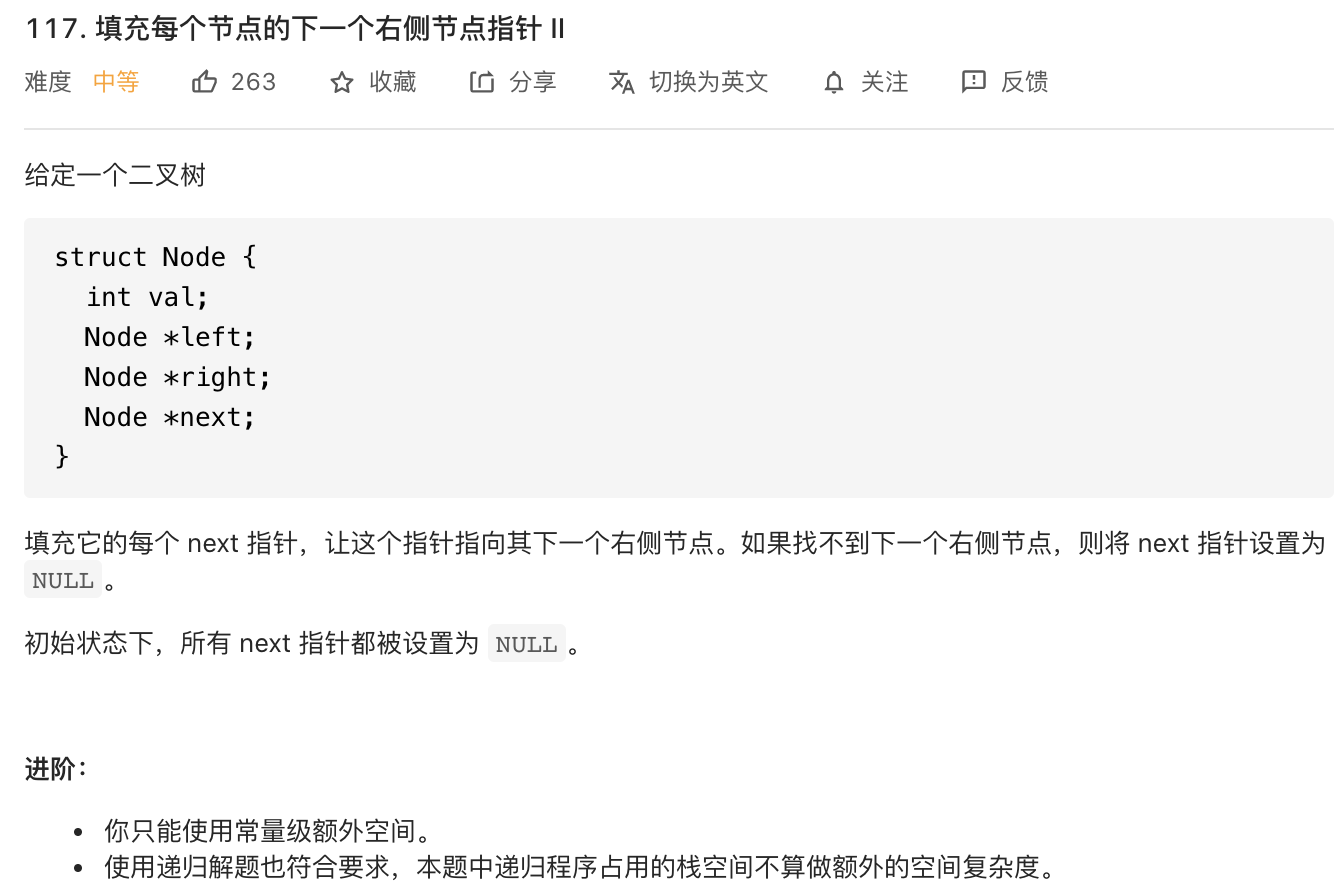 117. 填充每个节点的下一个右侧节点指针 II
难度 中等 263 收藏 分享 切换为英文 关注 反馈
给定一个二叉树
struct Node {
  int val;
  Node *left;
  Node *right;
  Node *next;
}
填充它的每个 next 指针，让这个指针指向其下一个右侧节点。如果找不到下一个右侧节点，则将 next 指针设置为
NULL 。
初始状态下，所有 next 指针都被设置为 NULL 。
进阶：
• 你只能使用常量级额外空间。
• 使用递归解题也符合要求，本题中递归程序占用的栈空间不算做额外的空间复杂度。